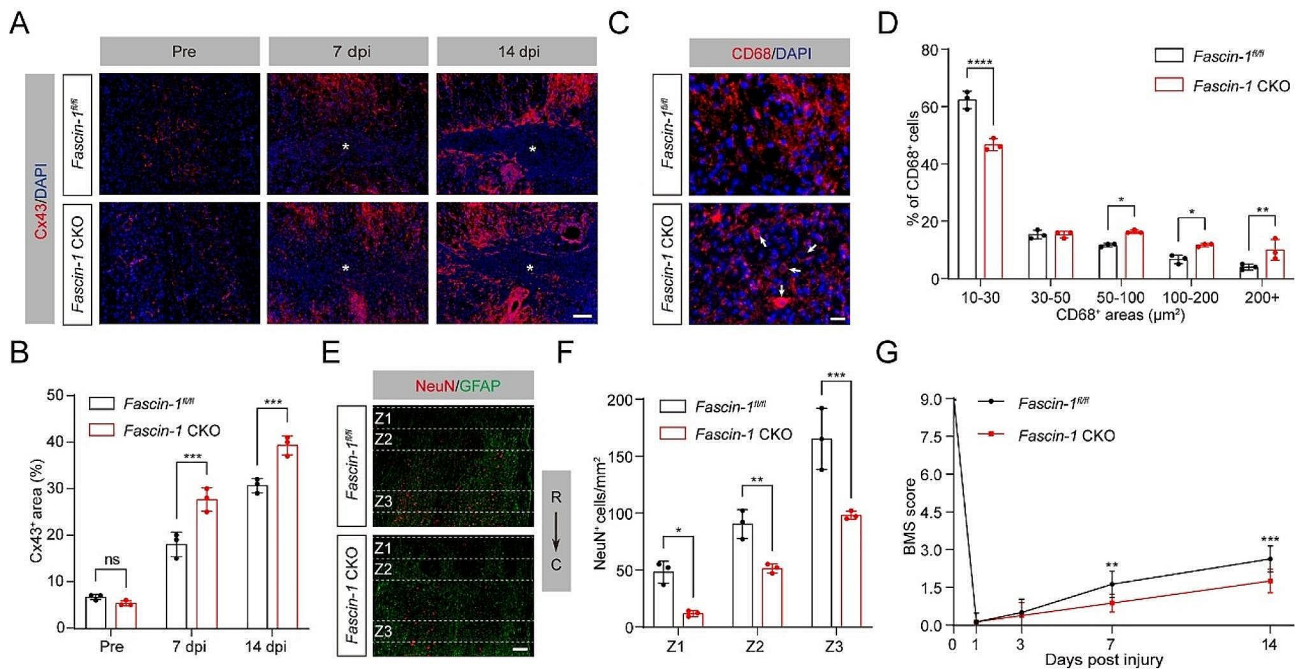 A
Pre
7 dpi
14 dpi
Cx43/DAPI
Fascin-1fl/fl
*
*
Fascin-1 CKO
*
*
B
Cx43+ area (%)
50
40
30
20
10
0
Fascin-1fl/fl
Fascin-1 CKO
ns
***
***
Pre
7 dpi
14 dpi
C
CD68/DAPI
Fascin-1fl/fl
Fascin-1 CKO
D
% of CD68+ cells
80
60
40
20
0
Fascin-1fl/fl
Fascin-1 CKO
****
*
*
**
10-30
30-50
50-100
100-200
200+
CD68+ areas (µm²)
E
NeuN/GFAP
Fascin-1fl/fl
Z1
Z2
Z3
Fascin-1 CKO
Z1
Z2
Z3
R
C
F
NeuN+ cells/mm²
200
150
100
50
0
Fascin-1fl/fl
Fascin-1 CKO
*
**
***
Z1
Z2
Z3
G
BMS score
9.0
7.5
6.0
4.5
3.0
1.5
0
Fascin-1fl/fl
Fascin-1 CKO
**
***
0
1
3
7
14
Days post injury